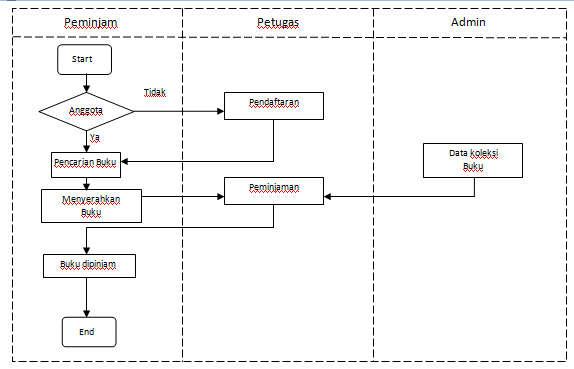 Peminjam
Petugas
Admin
Start
Tidak
Anggota
Pendaftaran
Ya
Pencarian Buku
Data koleksi
Buku
Peminjaman
Menyerahkan
Buku
Buku dipinjam
End